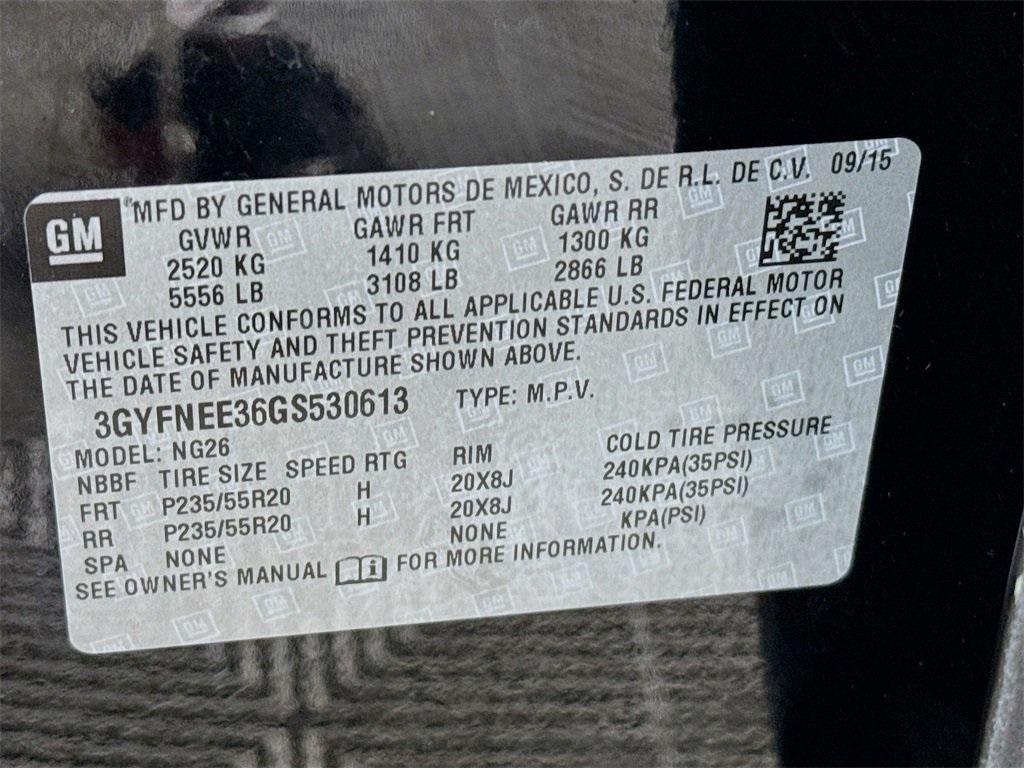 GM
®MFD BY GENERAL MOTORS DE MEXICO, S. DE R.L. DE C.V. 09/15
GVWR GAWR FRT GAWR RR
2520 KG 1410 KG 1300 KG
5556 LB 3108 LB 2866 LB
THIS VEHICLE CONFORMS TO ALL APPLICABLE U.S. FEDERAL MOTOR
VEHICLE SAFETY AND THEFT PREVENTION STANDARDS IN EFFECT ON
THE DATE OF MANUFACTURE SHOWN ABOVE.
3GYFNEE36GS530613 TYPE: M.P.V.
MODEL: NG26
NBBF TIRE SIZE SPEED RTG RIM COLD TIRE PRESSURE
FRT P235/55R20 H 20X8J 240KPA(35PSI)
RR P235/55R20 H 20X8J 240KPA(35PSI)
SPA NONE NONE KPA(PSI)
SEE OWNER'S MANUAL i FOR MORE INFORMATION.